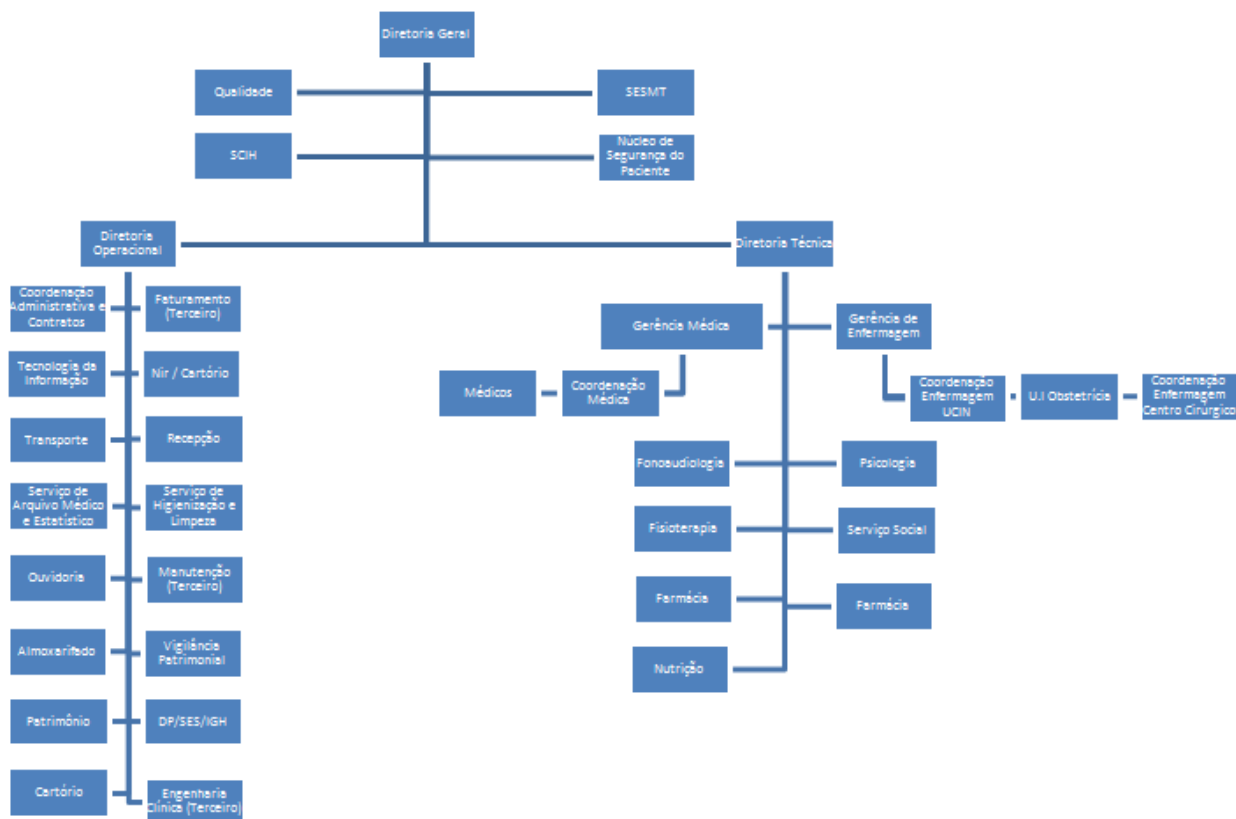 Diretoria Geral
Qualidade
SESMT
SCIH
Núcleo de
Segurança do
Paciente
Diretoria
Operacional
Diretoria Técnica
Coordenação
Administrativa e
Contratos
Faturamento
(Terceiro)
Gerência Médica
Gerência de
Enfermagem
Tecnologia da
Informação
Nir / Cartório
Médicos
Coordenação
Médica
Coordenação
Enfermagem
UCIN
U.I Obstetrícia
Coordenação
Enfermagem
Centro Cirúrgico
Transporte
Recepção
Fonoaudiologia
Psicologia
Serviço de
Arquivo Médico
e Estatístico
Serviço de
Higienização e
Limpeza
Fisioterapia
Serviço Social
Ouvidoria
Manutenção
(Terceiro)
Farmácia
Farmácia
Almoxarifado
Vigilância
Patrimonial
Nutrição
Patrimônio
DP/SES/IGH
Cartório
Engenharia
Clínica (Terceiro)